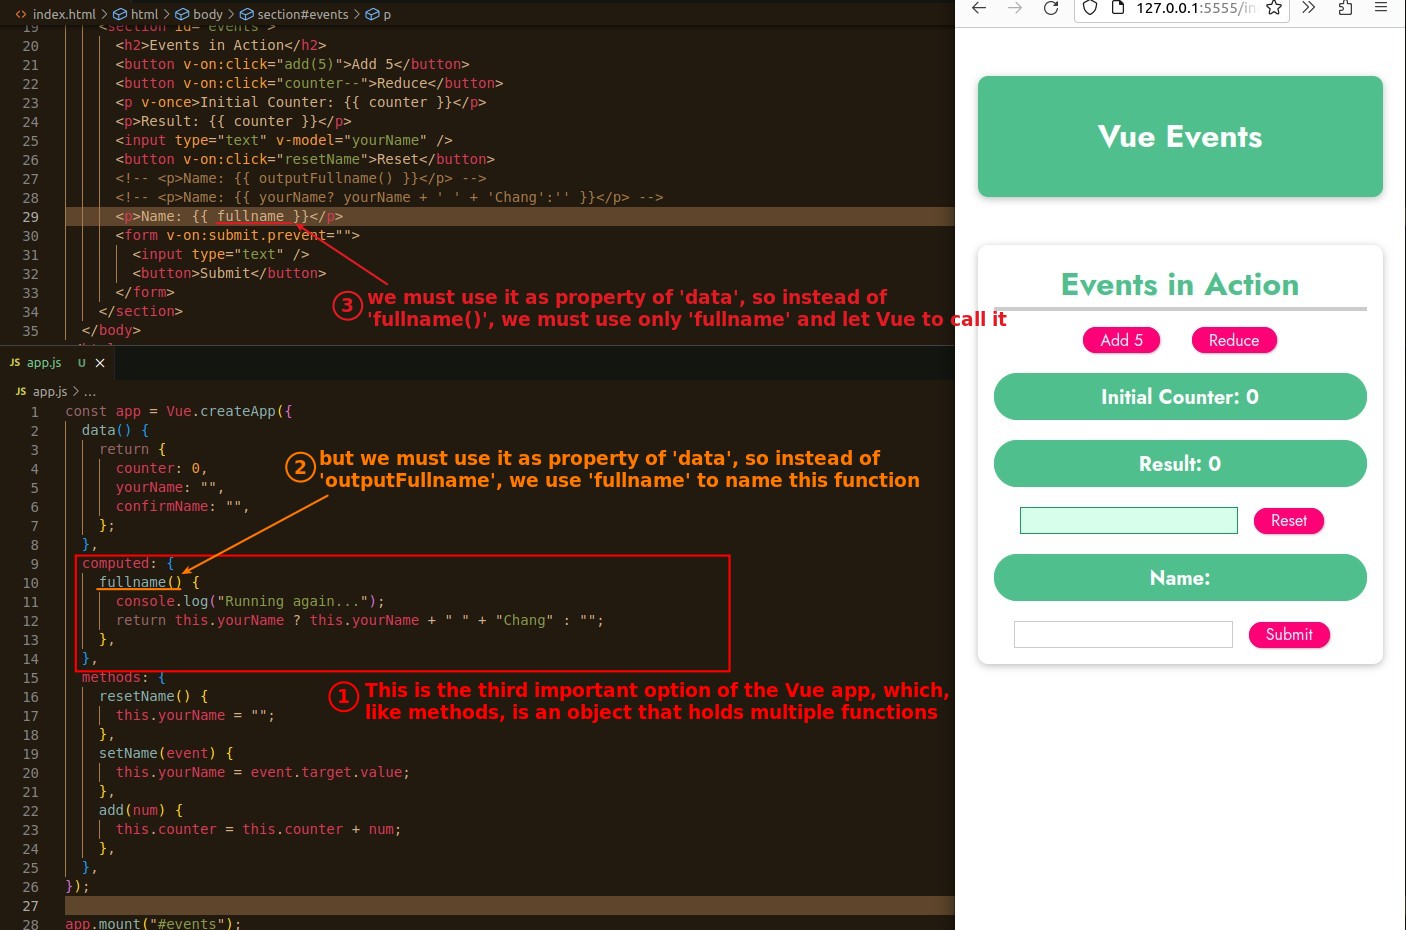 index.html > html > body > section#events > p
19 <section id="events">
20 <h2>Events in Action</h2>
21 <button v-on:click="add(5)">Add 5</button>
22 <button v-on:click="counter--">Reduce</button>
23 <p v-once>Initial Counter: {{ counter }}</p>
24 <p>Result: {{ counter }}</p>
25 <input type="text" v-model="yourName" />
26 <button v-on:click="resetName">Reset</button>
27 <!-- <p>Name: {{ outputFullname() }}</p> -->
28 <!-- <p>Name: {{ yourName? yourName + ' ' + 'Chang':'' }}</p> -->
29 <p>Name: {{ fullname }}</p>
30 <form v-on:submit.prevent="">
31 <input type="text" />
32 <button>Submit</button>
33 </form>
34 </section>
35 </body>
3 we must use it as property of 'data', so instead of
'fullname()', we must use only 'fullname' and let Vue to call it
JS app.js U ×
JS app.js > ...
1 const app = Vue.createApp({
2 data() {
3 return {
4 counter: 0,
5 yourName: "",
6 confirmName: "",
7 };
8 },
9 computed: {
10 fullname() {
11 console.log("Running again...");
12 return this.yourName ? this.yourName + " " + "Chang" : "";
13 },
14 },
15 methods: {
16 resetName() {
17 this.yourName = "";
18 },
19 setName(event) {
20 this.yourName = event.target.value;
21 },
22 add(num) {
23 this.counter = this.counter + num;
24 },
25 },
26 });
27
28 app.mount("#events");
2 but we must use it as property of 'data', so instead of
'outputFullname', we use 'fullname' to name this function
1 This is the third important option of the Vue app, which,
like methods, is an object that holds multiple functions
127.0.0.1:5555/in
Vue Events
Events in Action
Add 5 Reduce
Initial Counter: 0
Result: 0
Reset
Name:
Submit